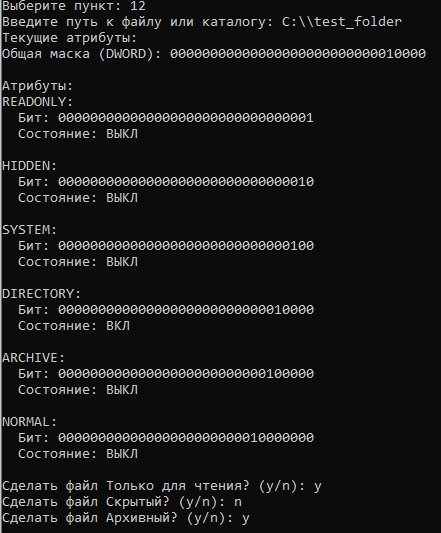 Выберите пункт: 12
Введите путь к файлу или каталогу: C:\\test_folder
Текущие атрибуты:
Общая маска (DWORD): 00000000000000000000000000010000
Атрибуты:
READONLY:
Бит: 00000000000000000000000000000001
Состояние: ВЫКЛ
HIDDEN:
Бит: 00000000000000000000000000000010
Состояние: ВЫКЛ
SYSTEM:
Бит: 00000000000000000000000000000100
Состояние: ВЫКЛ
DIRECTORY:
Бит: 00000000000000000000000000010000
Состояние: ВКЛ
ARCHIVE:
Бит: 00000000000000000000000000100000
Состояние: ВЫКЛ
NORMAL:
Бит: 00000000000000000000000010000000
Состояние: ВЫКЛ
Сделать файл Только для чтения? (y/n): y
Сделать файл Скрытый? (y/n): n
Сделать файл Архивный? (y/n): y